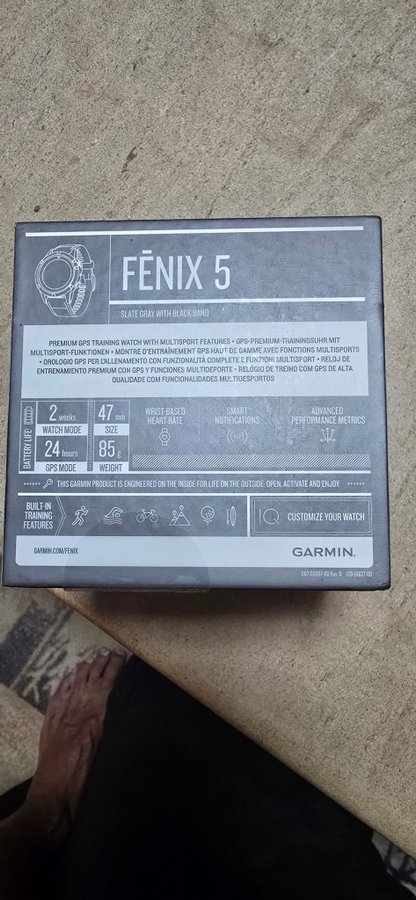 FĒNIX 5
SLATE GRAY WITH BLACK BAND
PREMIUM GPS TRAINING WATCH WITH MULTISPORT FEATURES • GPS-PREMIUM-TRAININGSUHR MIT
MULTISPORT-FUNKTIONEN • MONTRE D'ENTRAÎNEMENT GPS HAUT DE GAMME AVEC FONCTIONS MULTISPORTS
• OROLOGIO GPS PER L'ALLENAMENTO CON FUNZIONALITÀ COMPLETE E FUNZIONI MULTISPORT • RELOJ DE
ENTRENAMIENTO PREMIUM CON GPS Y FUNCIONES MULTIDEPORTE • RELÓGIO DE TREINO COM GPS DE ALTA
QUALIDADE COM FUNCIONALIDADES MULTIDESPORTOS
BATTERY LIFE
2 weeks
WATCH MODE
24 hours
GPS MODE
47 mm
SIZE
85 g
WEIGHT
WRIST-BASED
HEART RATE
SMART
NOTIFICATIONS
ADVANCED
PERFORMANCE METRICS
THIS GARMIN PRODUCT IS ENGINEERED ON THE INSIDE FOR LIFE ON THE OUTSIDE. OPEN, ACTIVATE AND ENJOY
BUILT-IN
TRAINING
FEATURES
IQ CUSTOMIZE YOUR WATCH
GARMIN.COM/FENIX
GARMIN.